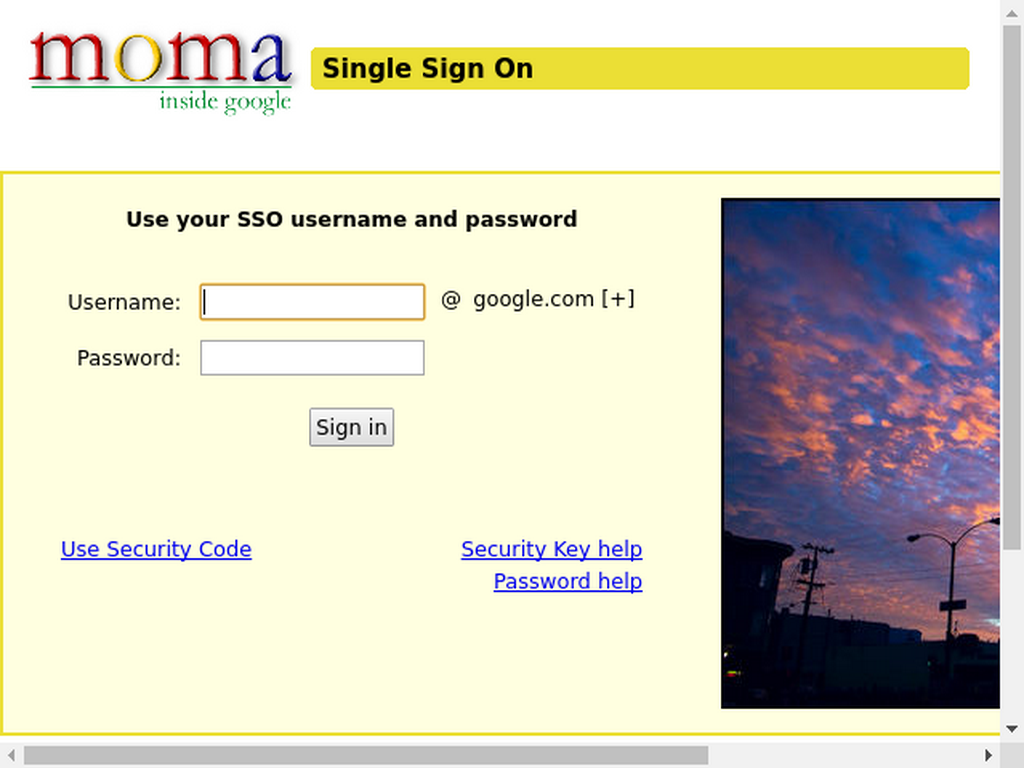 moma
inside google
Single Sign On
Use your SSO username and password
Username: @ google.com [+]
Password:
Sign in
Use Security Code Security Key help
Password help